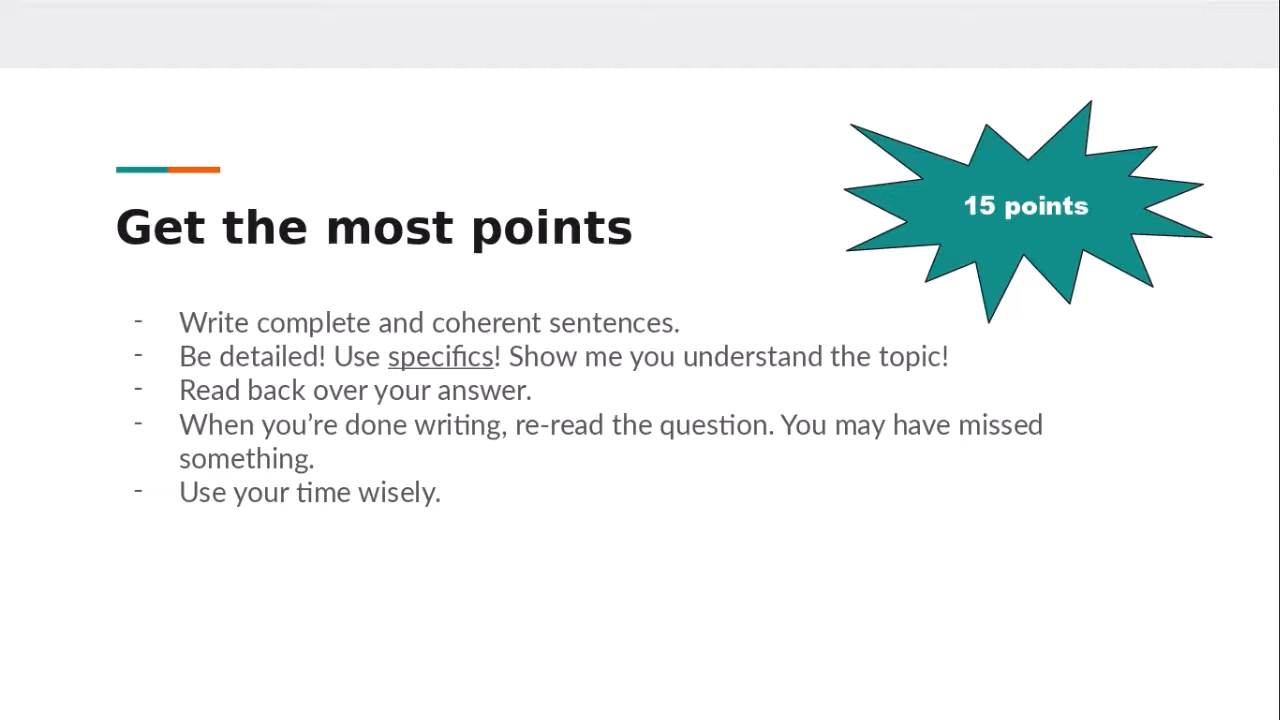 15 points
Get the most points
- Write complete and coherent sentences.
- Be detailed! Use specifics! Show me you understand the topic!
- Read back over your answer.
- When you’re done writing, re-read the question. You may have missed
something.
- Use your time wisely.